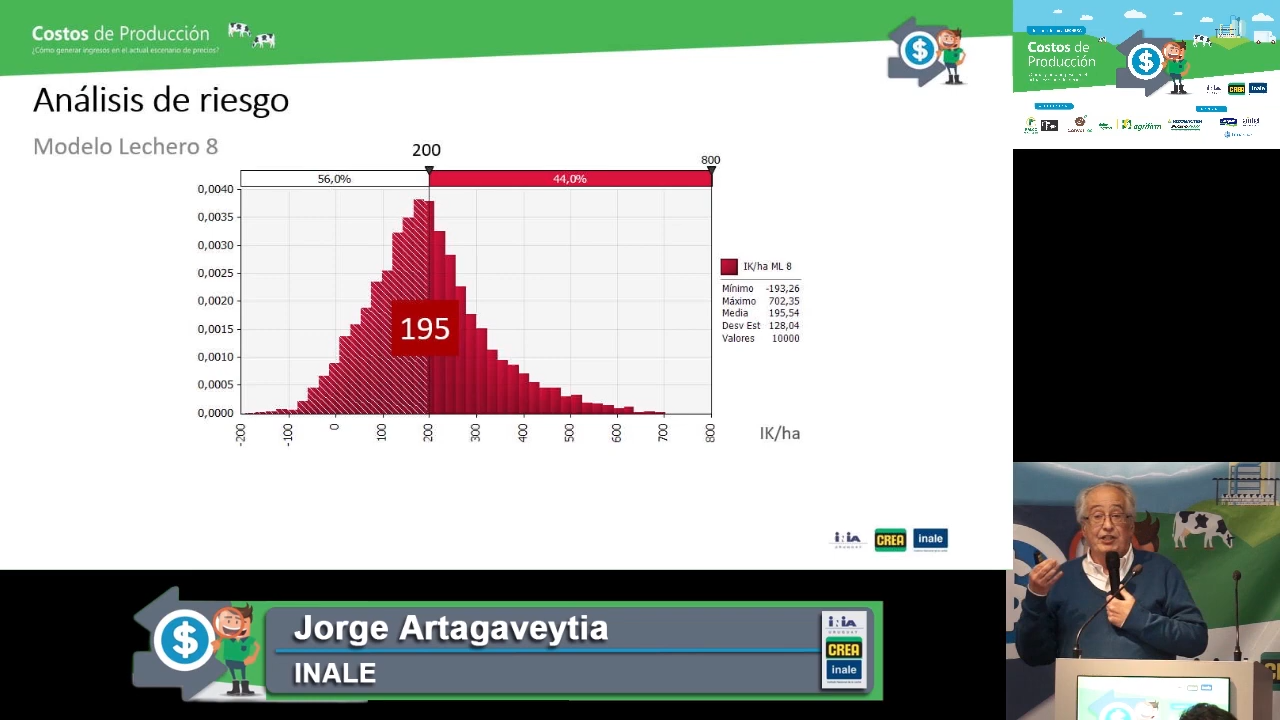 Costos de Producción
¿Cómo generar ingresos en el actual escenario de precios?
$
Análisis de riesgo
Modelo Lechero 8
200
800
56,0%
44,0%
0,0040
0,0035
0,0030
0,0025
0,0020
0,0015
0,0010
0,0005
0,0000
195
-200
-100
0
100
200
300
400
500
600
700
800
IK/ha
IK/ha ML 8
Mínimo -193,26
Máximo 702,35
Media 195,54
Desv Est 128,04
Valores 10000
INIA
URUGUAY
CREA
inale
$
Jorge Artagaveytia
INALE
INIA
URUGUAY
CREA
inale
Costos de
Producción
$
CREA
inale
agrifirm